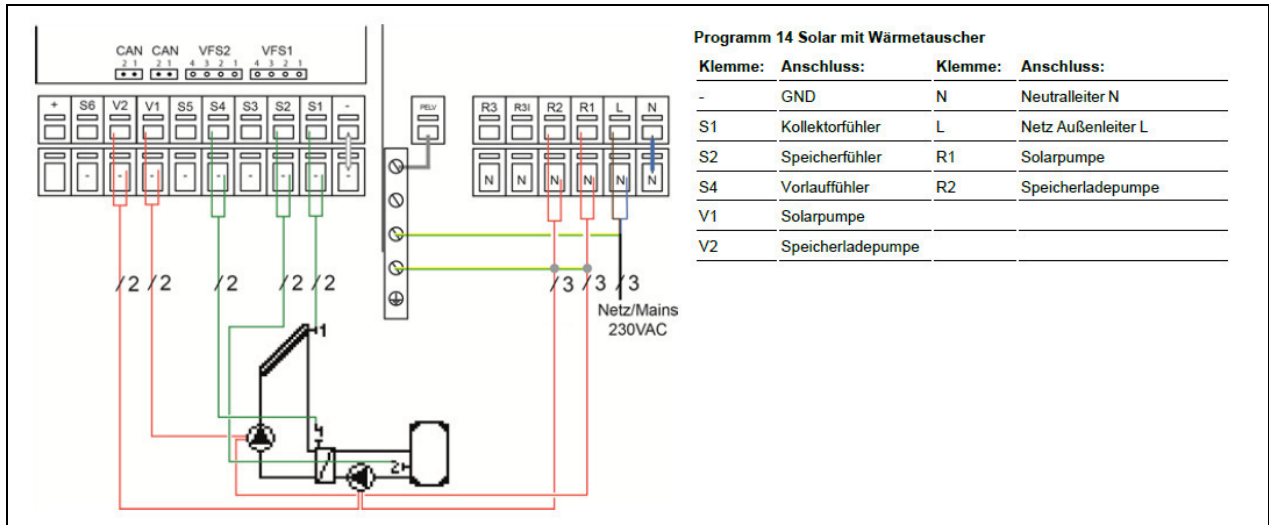 CAN CAN VFS2 VFS1
2 1 2 1 4 3 2 1 4 3 2 1
+ S6 V2 V1 S5 S4 S3 S2 S1 -
- - - - - - - - -
PELV
R3 R3I R2 R1 L N
N N N N N N
/2 /2 /2 /2 /2
/3 /3 /3
Netz/Mains
230VAC
1
4
2
Programm 14 Solar mit Wärmetauscher
Klemme: Anschluss: Klemme: Anschluss:
- GND N Neutralleiter N
S1 Kollektorfühler L Netz Außenleiter L
S2 Speicherfühler R1 Solarpumpe
S4 Vorlauffühler R2 Speicherladepumpe
V1 Solarpumpe
V2 Speicherladepumpe